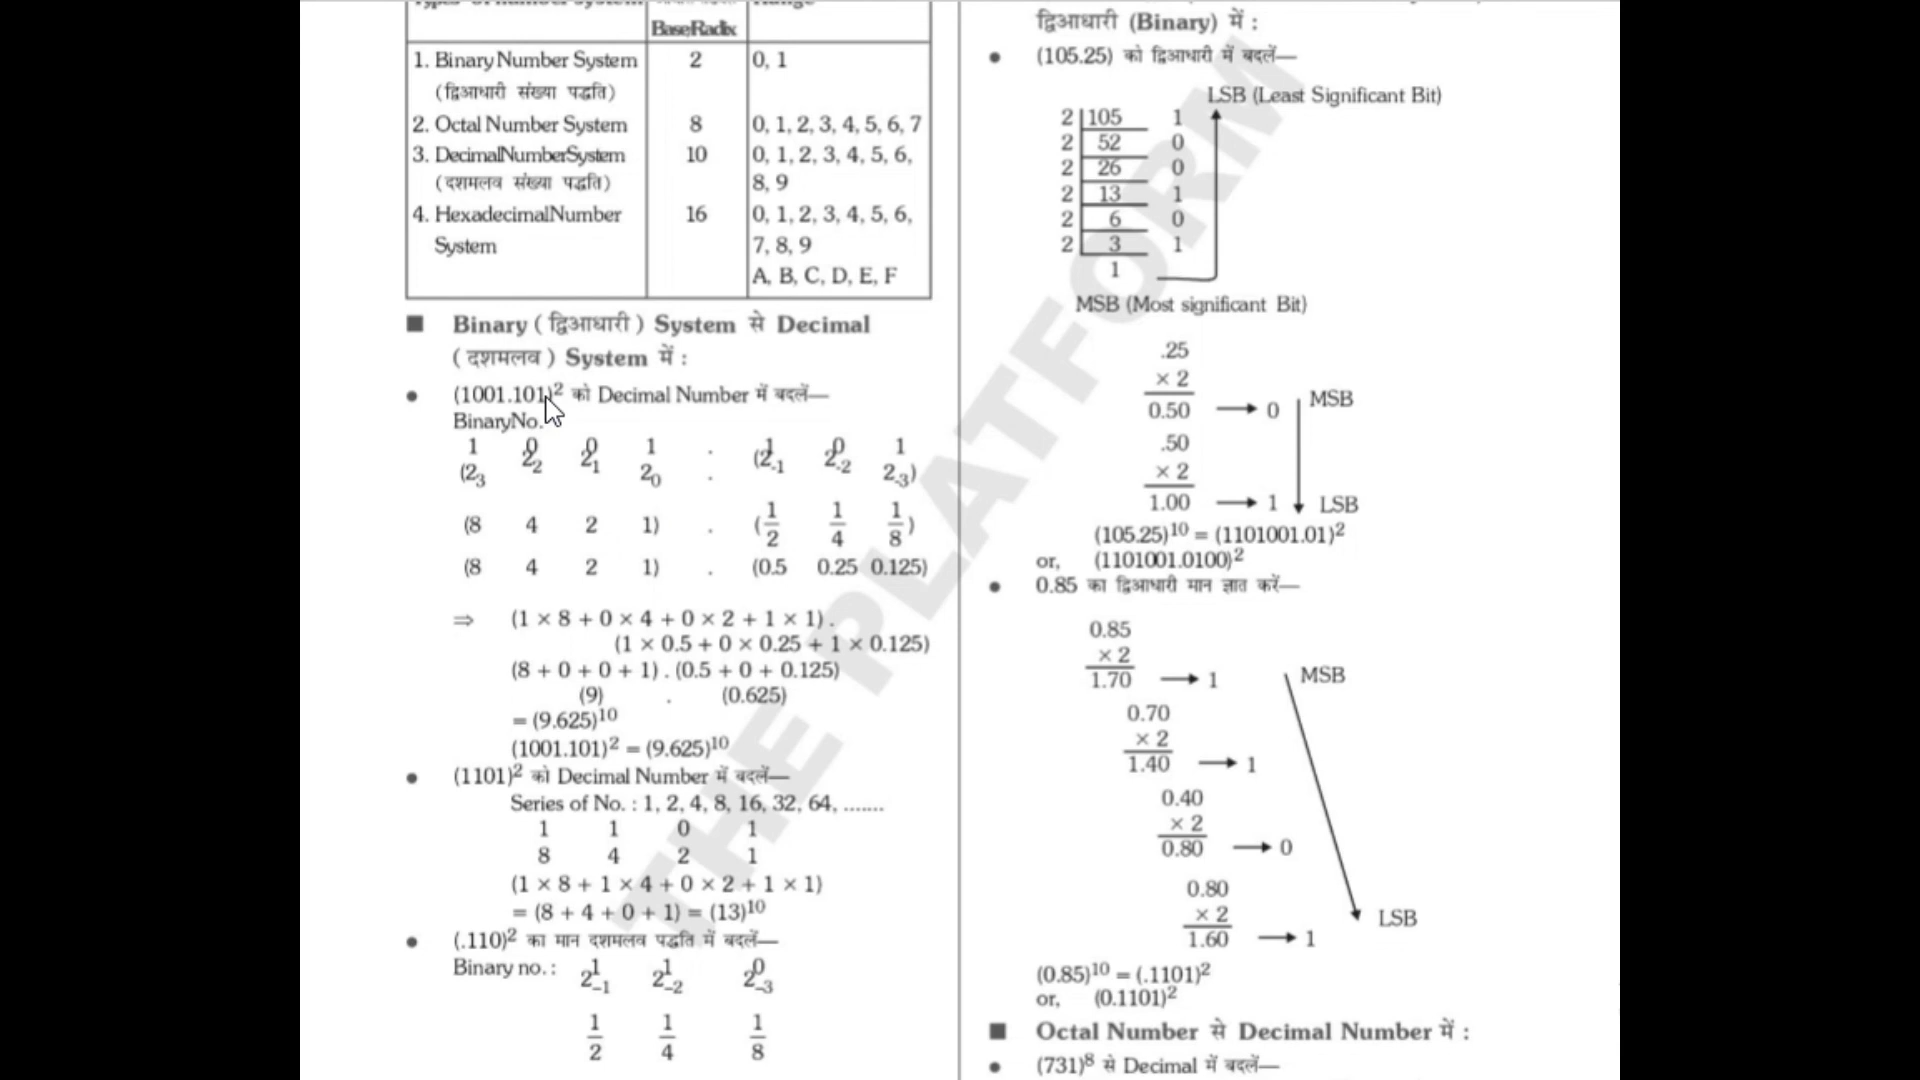 Types of number system
Base/Radix
Range
1. Binary Number System 2 0, 1
(द्विआधारी संख्या पद्धति)
2. Octal Number System 8 0, 1, 2, 3, 4, 5, 6, 7
3. DecimalNumberSystem 10 0, 1, 2, 3, 4, 5, 6,
(दशमलव संख्या पद्धति) 8, 9
4. HexadecimalNumber 16 0, 1, 2, 3, 4, 5, 6,
System 7, 8, 9
A, B, C, D, E, F
■ Binary ( द्विआधारी ) System से Decimal
( दशमलव ) System में :
● (1001.101)2 को Decimal Number में बदलें—
BinaryNo.
1 0 0 1 . 1 0 1
(23 22 21 20 . (2-1 2-2 2-3)
(8 4 2 1) . (1/2 1/4 1/8)
(8 4 2 1) . (0.5 0.25 0.125)
⇒ (1 × 8 + 0 × 4 + 0 × 2 + 1 × 1) .
(1 × 0.5 + 0 × 0.25 + 1 × 0.125)
(8 + 0 + 0 + 1) . (0.5 + 0 + 0.125)
(9) . (0.625)
= (9.625)10
(1001.101)2 = (9.625)10
● (1101)2 को Decimal Number में बदलें—
Series of No. : 1, 2, 4, 8, 16, 32, 64, .......
1 1 0 1
8 4 2 1
(1 × 8 + 1 × 4 + 0 × 2 + 1 × 1)
= (8 + 4 + 0 + 1) = (13)10
● (.110)2 का मान दशमलव पद्धति में बदलें—
Binary no. : 1 1 0
2-1 2-2 2-3
1/2 1/4 1/8
द्विआधारी (Binary) में :
● (105.25) को द्विआधारी में बदलें—
LSB (Least Significant Bit)
2 105 1
2 52 0
2 26 0
2 13 1
2 6 0
2 3 1
1
MSB (Most significant Bit)
.25
× 2
0.50 → 0 MSB
.50
× 2
1.00 → 1 LSB
(105.25)10 = (1101001.01)2
or, (1101001.0100)2
● 0.85 का द्विआधारी मान ज्ञात करें—
0.85
× 2
1.70 → 1 MSB
0.70
× 2
1.40 → 1
0.40
× 2
0.80 → 0
0.80
× 2 LSB
1.60 → 1
(0.85)10 = (.1101)2
or, (0.1101)2
■ Octal Number से Decimal Number में :
● (731)8 से Decimal में बदलें—
THE PLATFORM